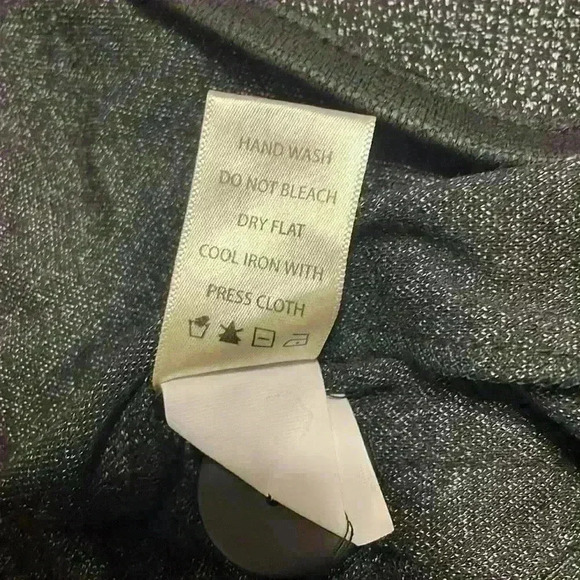 HAND WASH
DO NOT BLEACH
DRY FLAT
COOL IRON WITH
PRESS CLOTH